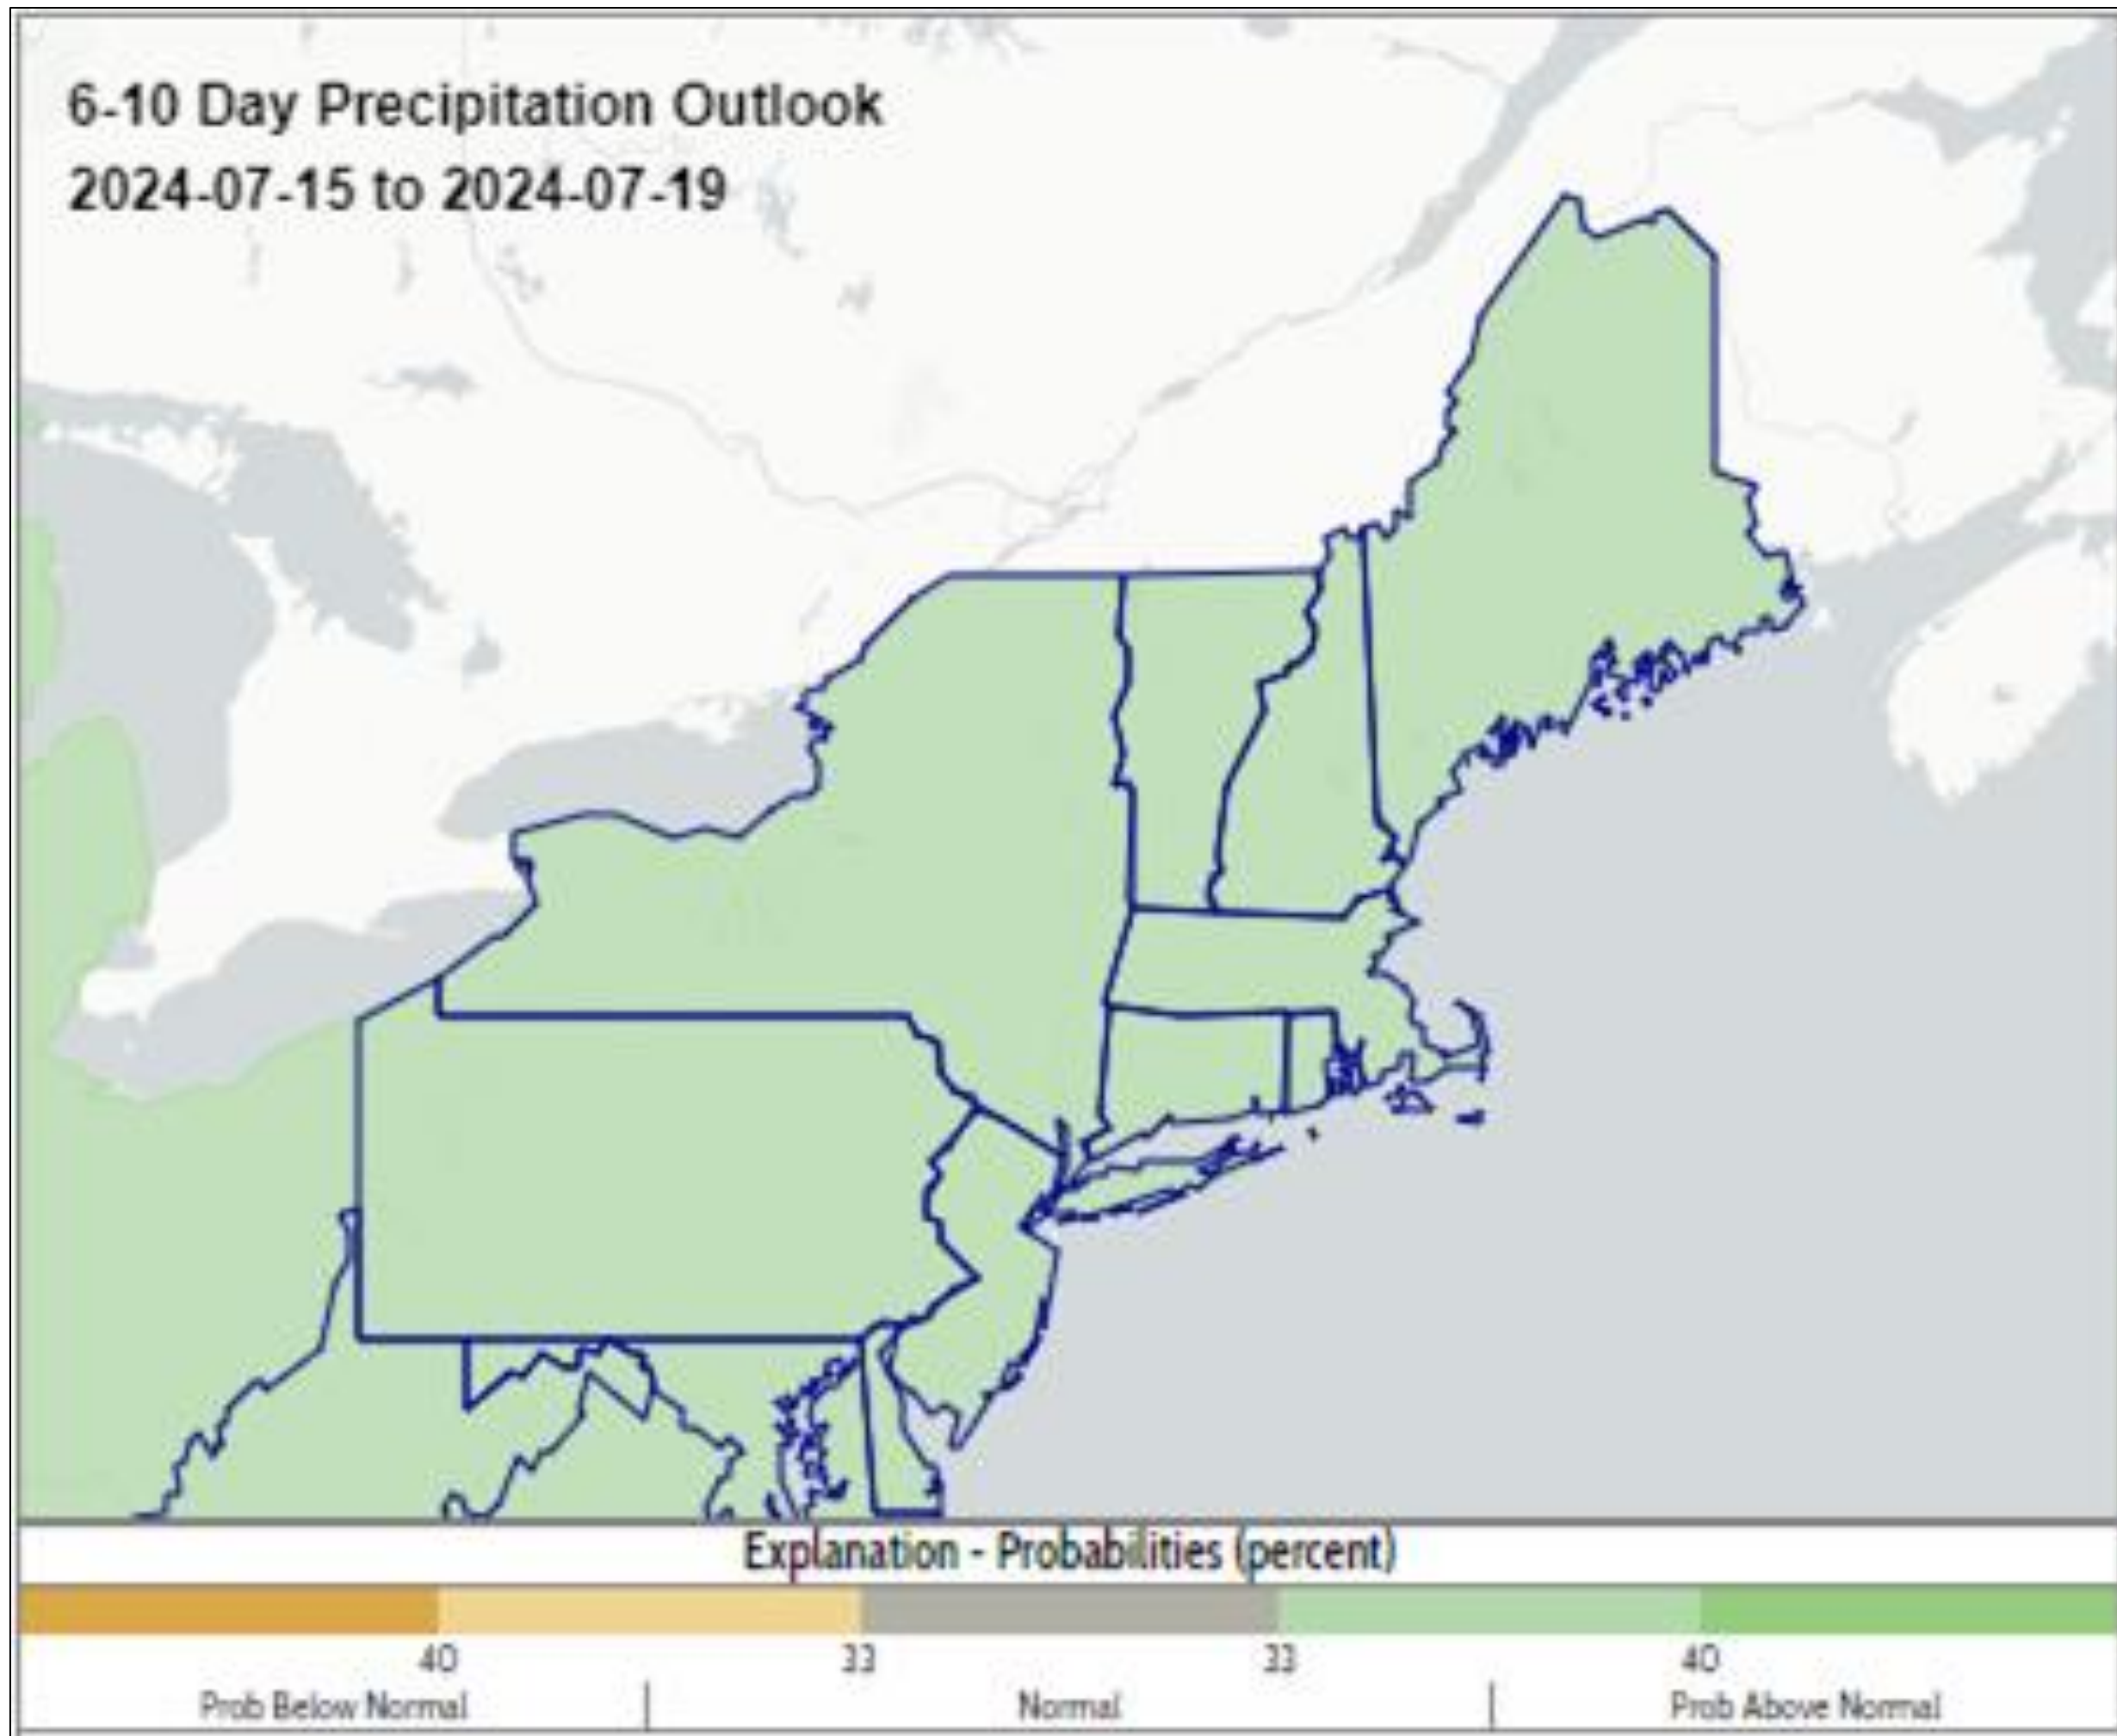 6-10 Day Precipitation Outlook
2024-07-15 to 2024-07-19
Explanation - Probabilities (percent)
40 33 33 40
Prob Below Normal | Normal | Prob Above Normal